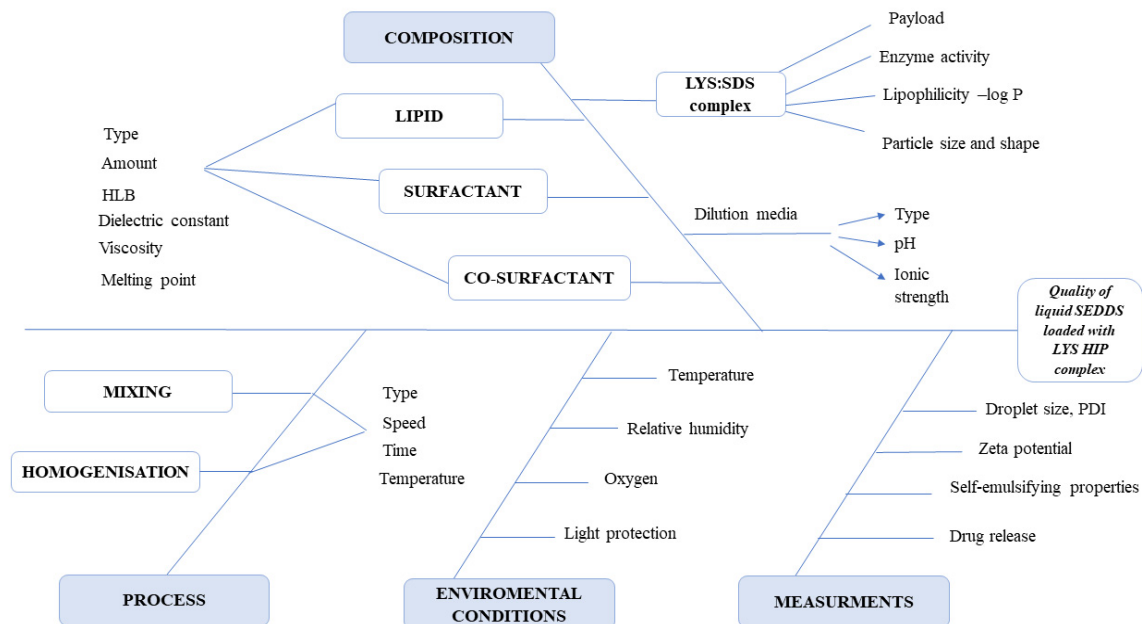 COMPOSITION
Payload
Enzyme activity
LYS:SDS
complex
Lipophilicity –log P
Particle size and shape
LIPID
Type
Amount
HLB
Dielectric constant
Viscosity
Melting point
SURFACTANT
CO-SURFACTANT
Dilution media
Type
pH
Ionic
strength
Quality of
liquid SEDDS
loaded with
LYS HIP
complex
MIXING
HOMOGENISATION
Type
Speed
Time
Temperature
Temperature
Relative humidity
Oxygen
Light protection
Droplet size, PDI
Zeta potential
Self-emulsifying properties
Drug release
PROCESS
ENVIROMENTAL
CONDITIONS
MEASURMENTS